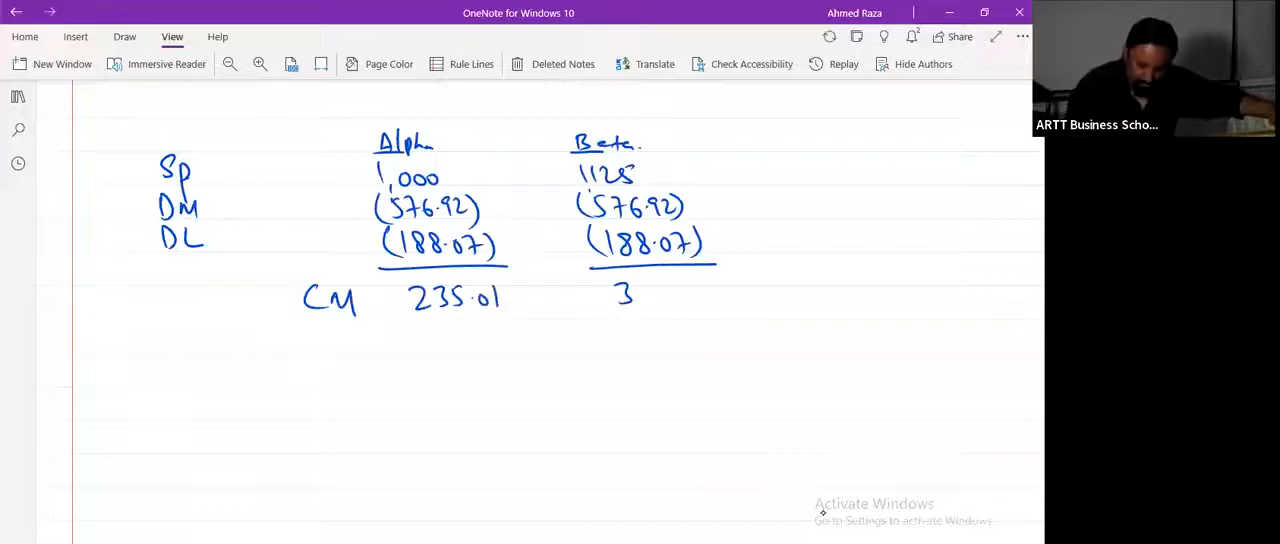 OneNote for Windows 10
Ahmed Raza
Home Insert Draw View Help
2 Share
New Window Immersive Reader Page Color Rule Lines Deleted Notes Translate Check Accessibility Replay Hide Authors
ARTT Business Scho...
Alpha Beta.
Sp 1,000 1125
DM (576.92) (576.92)
DL (188.07) (188.07)
CM 235.01 3
Activate Windows
Go to Settings to activate Windows.